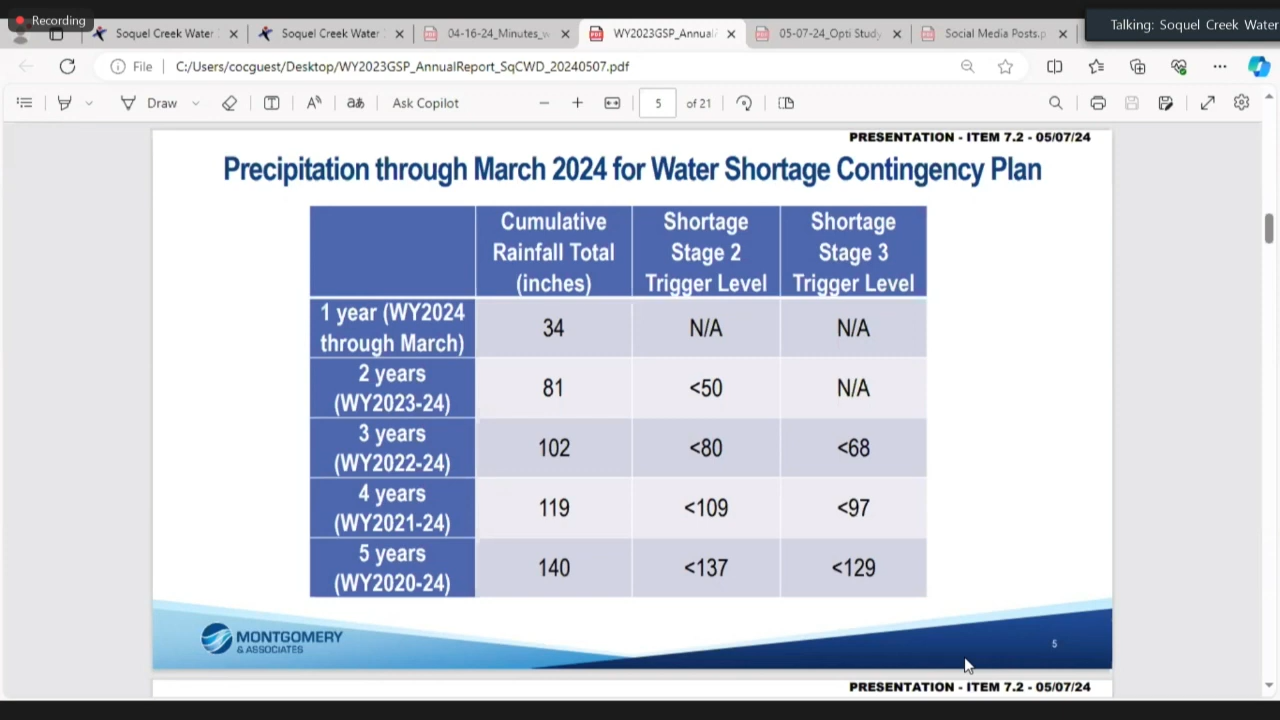 Recording
Talking: Soquel Creek Water
Soquel Creek Water
Soquel Creek Water
04-16-24_Minutes_w
WY2023GSP_Annual
05-07-24_Opti Study
Social Media Posts.p
File
C:/Users/cocguest/Desktop/WY2023GSP_AnnualReport_SqCWD_20240507.pdf
Draw
Ask Copilot
5 of 21
PRESENTATION - ITEM 7.2 - 05/07/24
Precipitation through March 2024 for Water Shortage Contingency Plan
Cumulative Rainfall Total (inches)
Shortage Stage 2 Trigger Level
Shortage Stage 3 Trigger Level
1 year (WY2024 through March)
34
N/A
N/A
2 years (WY2023-24)
81
<50
N/A
3 years (WY2022-24)
102
<80
<68
4 years (WY2021-24)
119
<109
<97
5 years (WY2020-24)
140
<137
<129
MONTGOMERY
& ASSOCIATES
5
PRESENTATION - ITEM 7.2 - 05/07/24